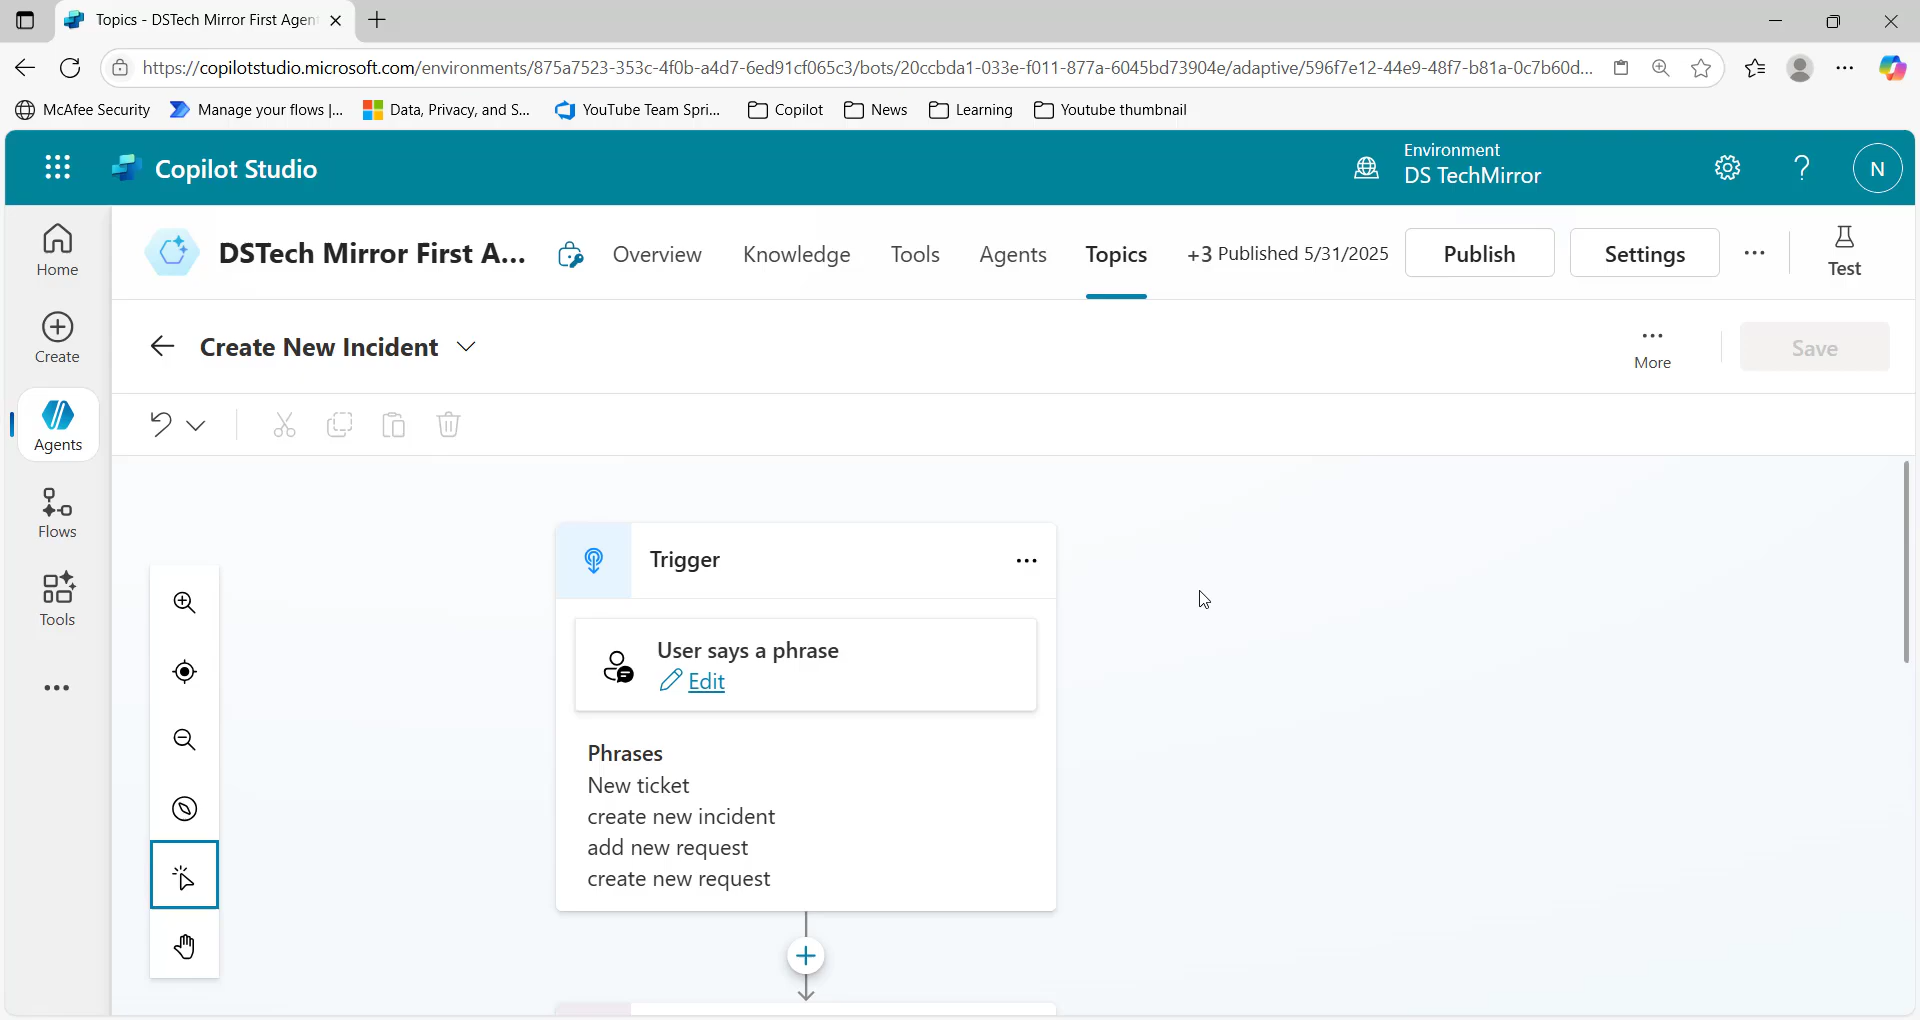 Topics - DSTech Mirror First Agen
https://copilotstudio.microsoft.com/environments/875a7523-353c-4f0b-a4d7-6ed91cf065c3/bots/20ccbda1-033e-f011-877a-6045bd73904e/adaptive/596f7e12-44e9-48f7-b81a-0c7b60d...
McAfee Security
Manage your flows |...
Data, Privacy, and S...
YouTube Team Spri...
Copilot
News
Learning
Youtube thumbnail
Copilot Studio
Environment
DS TechMirror
N
DSTech Mirror First A...
Overview
Knowledge
Tools
Agents
Topics
+3
Published 5/31/2025
Publish
Settings
Test
Home
Create
Agents
Flows
Tools
Create New Incident
More
Save
Trigger
User says a phrase
Edit
Phrases
New ticket
create new incident
add new request
create new request